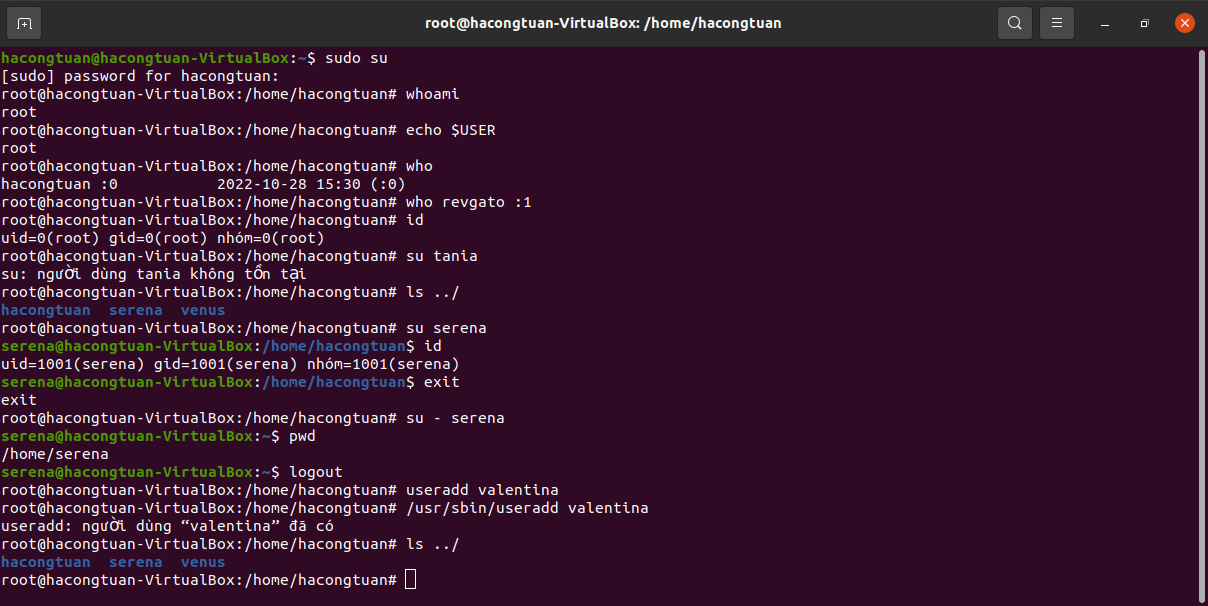 root@hacongtuan-VirtualBox: /home/hacongtuan
hacongtuan@hacongtuan-VirtualBox:~$ sudo su
[sudo] password for hacongtuan:
root@hacongtuan-VirtualBox:/home/hacongtuan# whoami
root
root@hacongtuan-VirtualBox:/home/hacongtuan# echo $USER
root
root@hacongtuan-VirtualBox:/home/hacongtuan# who
hacongtuan :0           2022-10-28 15:30 (:0)
root@hacongtuan-VirtualBox:/home/hacongtuan# who revgato :1
root@hacongtuan-VirtualBox:/home/hacongtuan# id
uid=0(root) gid=0(root) nhóm=0(root)
root@hacongtuan-VirtualBox:/home/hacongtuan# su tania
su: người dùng tania không tồn tại
root@hacongtuan-VirtualBox:/home/hacongtuan# ls ../
hacongtuan  serena  venus
root@hacongtuan-VirtualBox:/home/hacongtuan# su serena
serena@hacongtuan-VirtualBox:/home/hacongtuan$ id
uid=1001(serena) gid=1001(serena) nhóm=1001(serena)
serena@hacongtuan-VirtualBox:/home/hacongtuan$ exit
exit
root@hacongtuan-VirtualBox:/home/hacongtuan# su - serena
serena@hacongtuan-VirtualBox:~$ pwd
/home/serena
serena@hacongtuan-VirtualBox:~$ logout
root@hacongtuan-VirtualBox:/home/hacongtuan# useradd valentina
root@hacongtuan-VirtualBox:/home/hacongtuan# /usr/sbin/useradd valentina
useradd: người dùng “valentina” đã có
root@hacongtuan-VirtualBox:/home/hacongtuan# ls ../
hacongtuan  serena  venus
root@hacongtuan-VirtualBox:/home/hacongtuan#